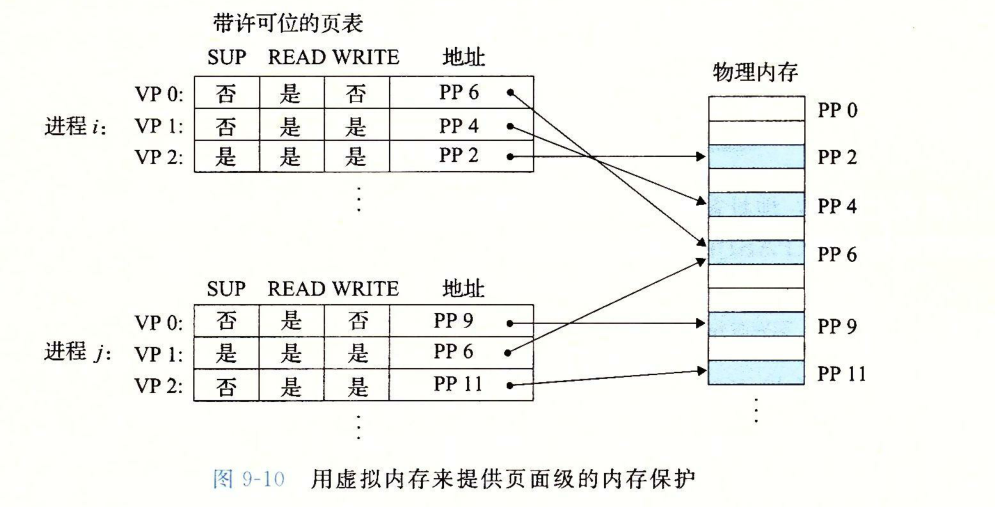 带许可位的页表
SUP READ WRITE 地址
VP 0: 否 是 否 PP 6
进程 i: VP 1: 否 是 是 PP 4
VP 2: 是 是 是 PP 2
⋮
SUP READ WRITE 地址
VP 0: 否 是 否 PP 9
进程 j: VP 1: 是 是 是 PP 6
VP 2: 否 是 是 PP 11
⋮
物理内存
PP 0
PP 2
PP 4
PP 6
PP 9
PP 11
⋮
图 9-10 用虚拟内存来提供页面级的内存保护